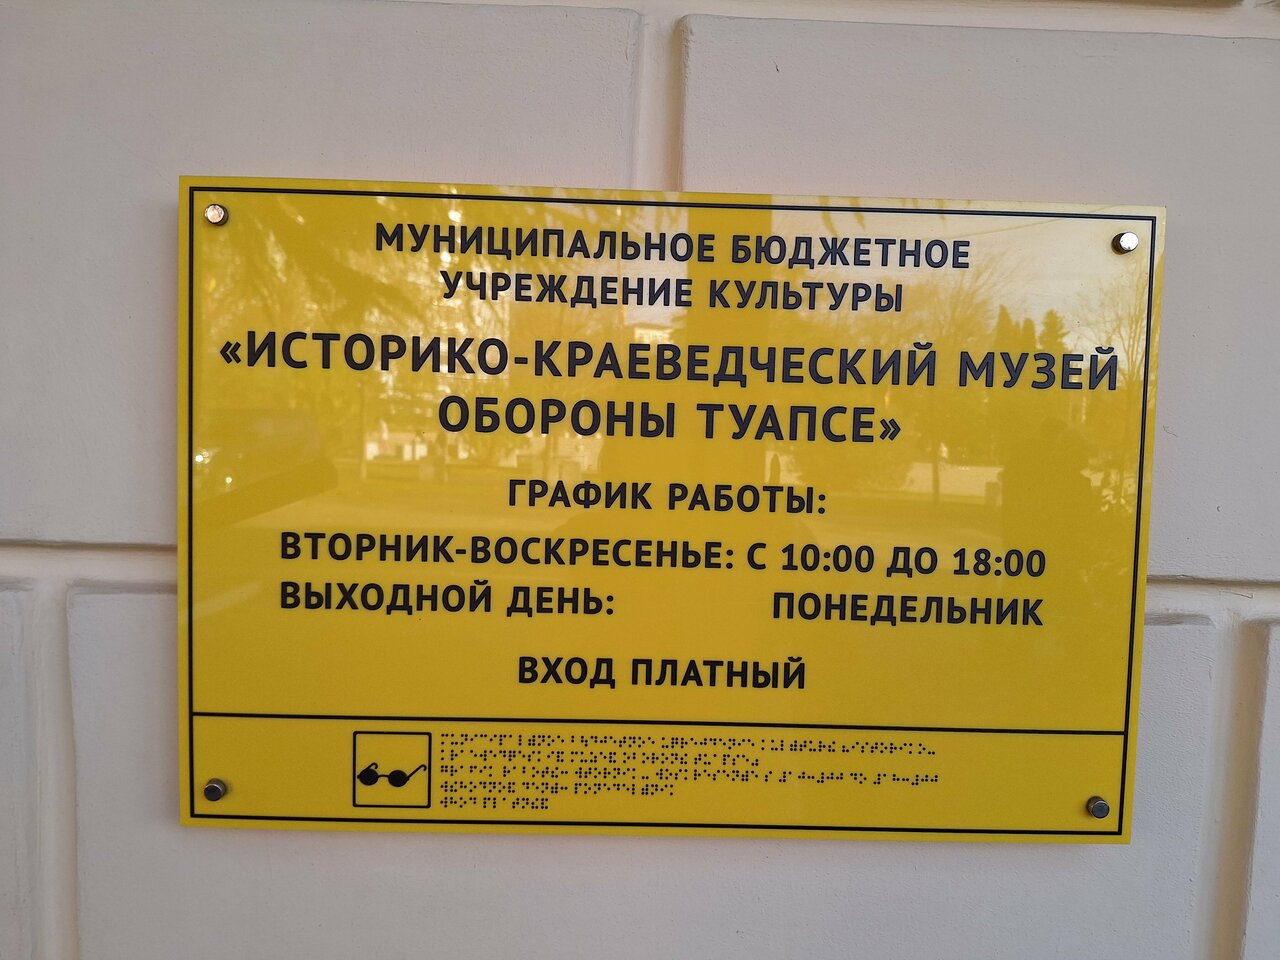 МУНИЦИПАЛЬНОЕ БЮДЖЕТНОЕ
УЧРЕЖДЕНИЕ КУЛЬТУРЫ
«ИСТОРИКО-КРАЕВЕДЧЕСКИЙ МУЗЕЙ
ОБОРОНЫ ТУАПСЕ»
ГРАФИК РАБОТЫ:
ВТОРНИК-ВОСКРЕСЕНЬЕ: С 10:00 ДО 18:00
ВЫХОДНОЙ ДЕНЬ: ПОНЕДЕЛЬНИК
ВХОД ПЛАТНЫЙ